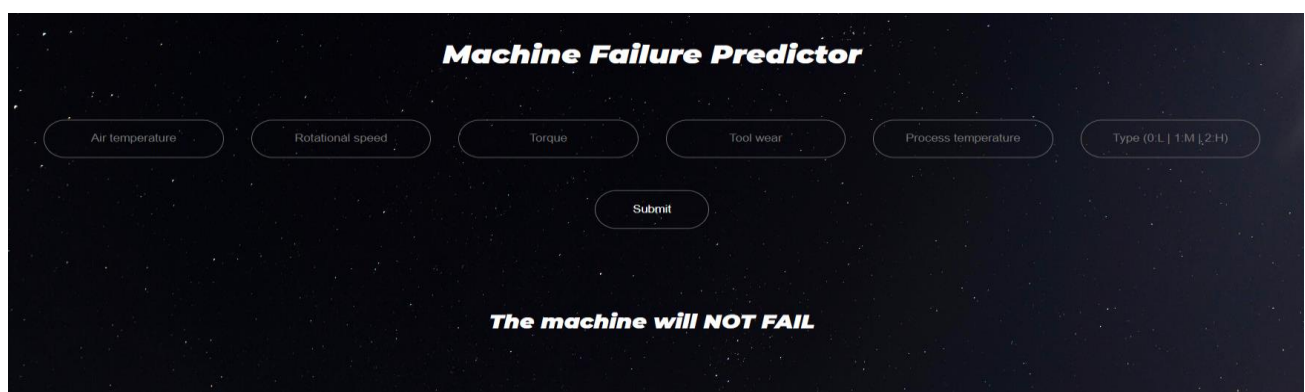 Machine Failure Predictor
Air temperature Rotational speed Torque Tool wear Process temperature Type (0:L | 1:M | 2:H)
Submit
The machine will NOT FAIL